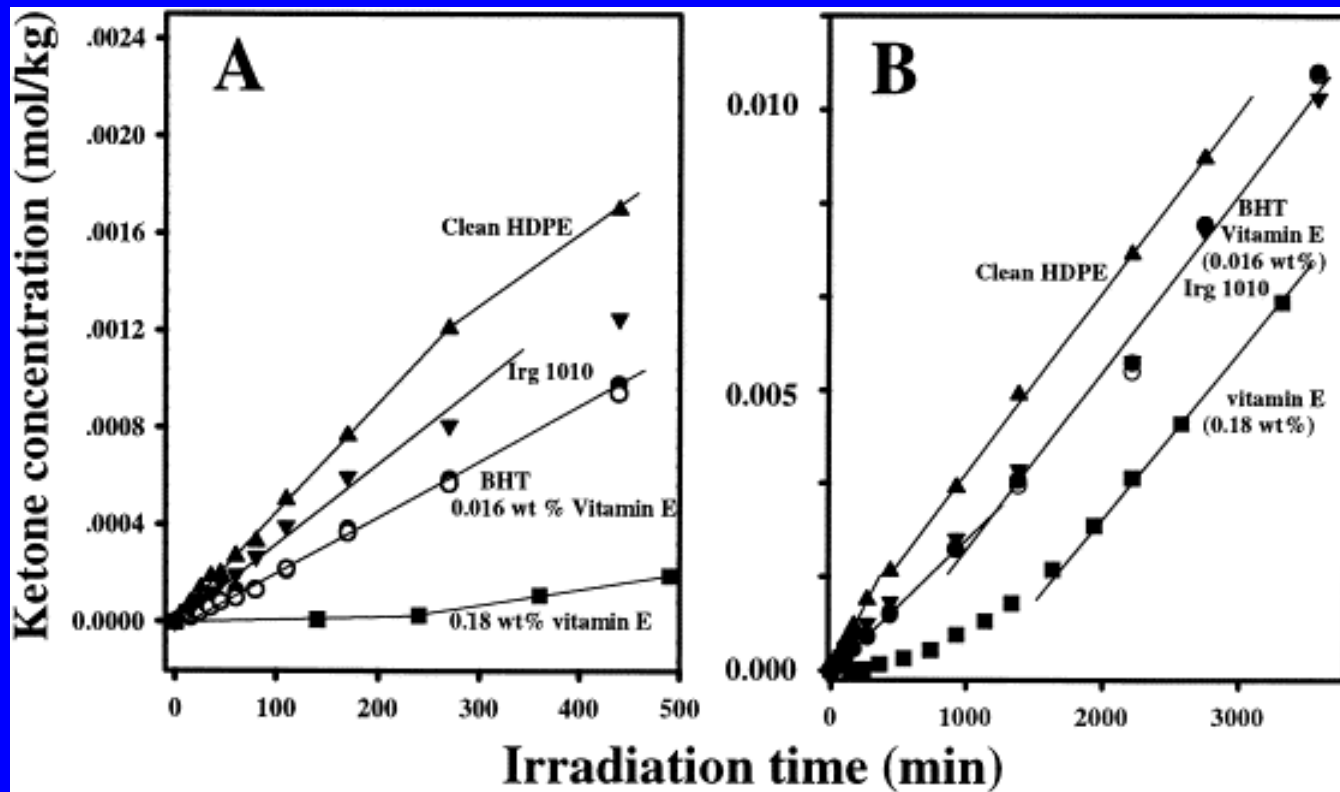 Ketone concentration (mol/kg)
A
.0024
.0020
.0016
.0012
.0008
.0004
0.0000
Clean HDPE
Irg 1010
BHT
0.016 wt % Vitamin E
0.18 wt% vitamin E
0
100
200
300
400
500
B
0.010
0.005
0.000
Clean HDPE
BHT
Vitamin E
(0.016 wt%)
Irg 1010
vitamin E
(0.18 wt%)
0
1000
2000
3000
Irradiation time (min)